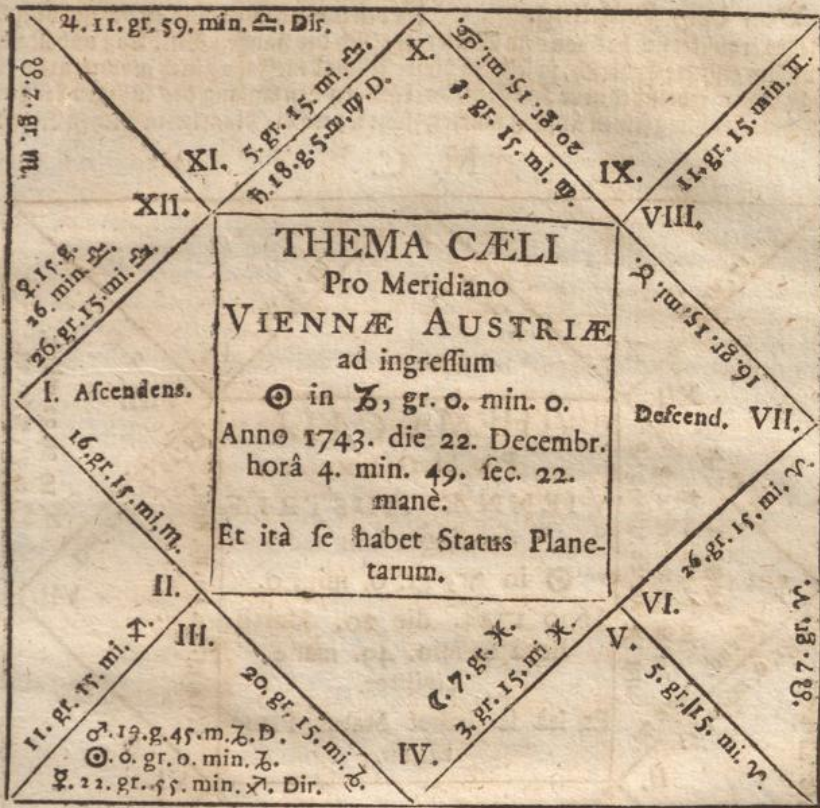 ♃. 11. gr. 59. min. ♎. Dir.
☋. 7. gr. ♏.
X.
5. gr. 15. mi. ♎.
♄. 18. g. 5. m. ♍. D.
20. gr. 15. mi. ♋.
3. gr. 15. mi. ♍.
11. gr. 15. min. ♊.
XI.
IX.
XII.
VIII.
♀. 15. g.
26. min. ♎.
26. gr. 15. mi. ♎.
16. gr. 15. mi. ♉.
THEMA CÆLI
Pro Meridiano
VIENNÆ AUSTRIÆ
ad ingreſſum
☉ in ♑, gr. 0. min. 0.
Anno 1743. die 22. Decembr.
horâ 4. min. 49. ſec. 22.
manè.
Et ità ſe habet Status Plane-
tarum.
I. Aſcendens.
Deſcend. VII.
16. gr. 15. mi. ♏.
26. gr. 15. mi. ♈.
II.
VI.
III.
V.
☊. 7. gr. ♈.
11. gr. 15. mi. ♐.
20. gr. 15. mi. ♑.
☾. 7. gr. ♓.
3. gr. 15. mi ♓.
5. gr. 15. mi. ♈.
♂. 19. g. 45. m. ♑. D.
☉. 0. gr. 0. min. ♑.
☿. 22. gr. 55. min. ♐. Dir.
IV.